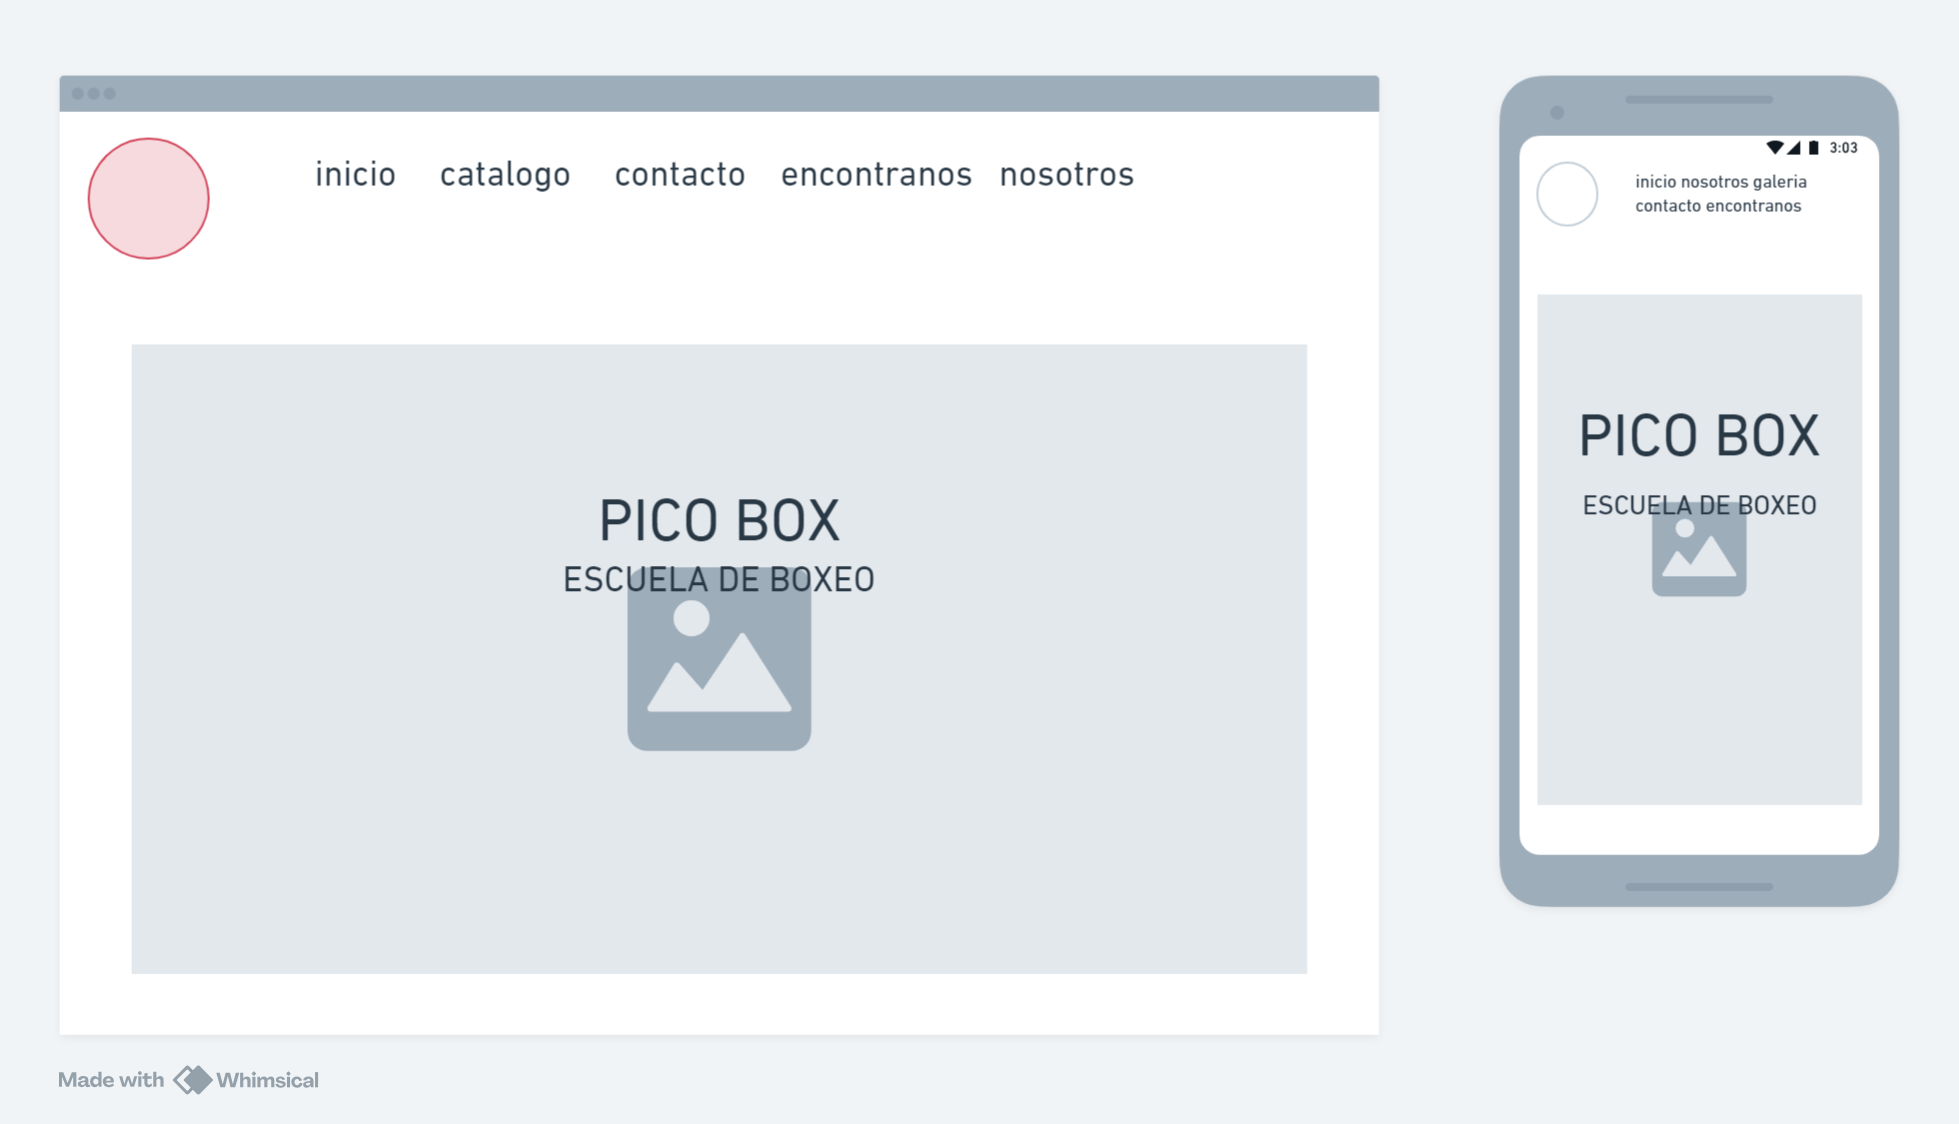 inicio catalogo contacto encontranos nosotros
PICO BOX
ESCUELA DE BOXEO
3:03
inicio nosotros galeria
contacto encontranos
PICO BOX
ESCUELA DE BOXEO
Made with Whimsical